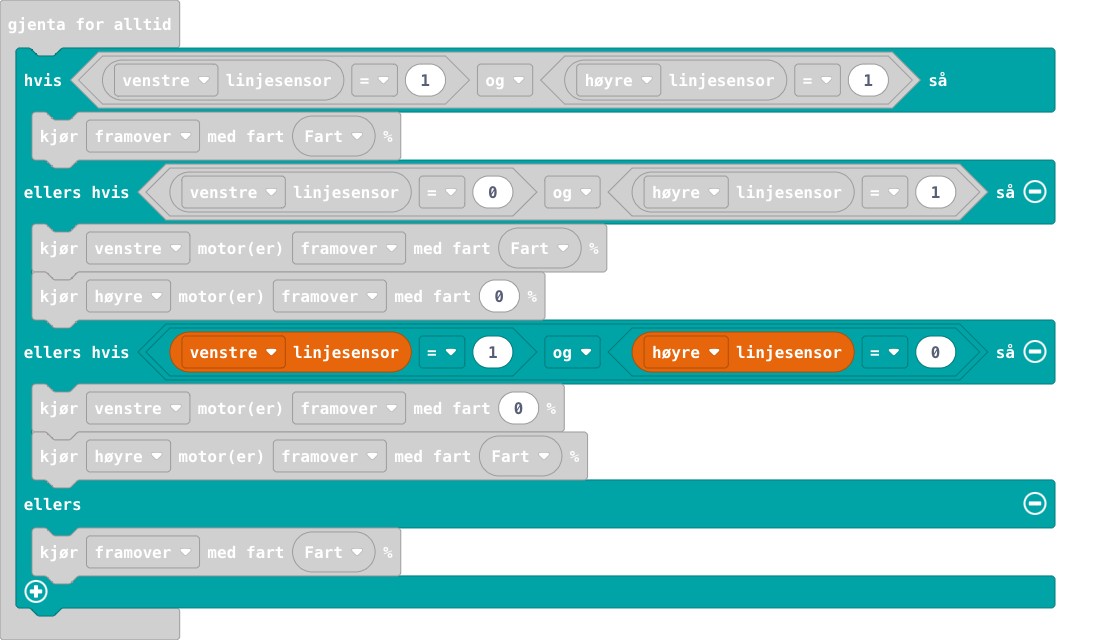 gjenta for alltid
hvis venstre linjesensor = 1 og høyre linjesensor = 1 så
kjør framover med fart Fart %
ellers hvis venstre linjesensor = 0 og høyre linjesensor = 1 så
kjør venstre motor(er) framover med fart Fart %
kjør høyre motor(er) framover med fart 0 %
ellers hvis venstre linjesensor = 1 og høyre linjesensor = 0 så
kjør venstre motor(er) framover med fart 0 %
kjør høyre motor(er) framover med fart Fart %
ellers
kjør framover med fart Fart %